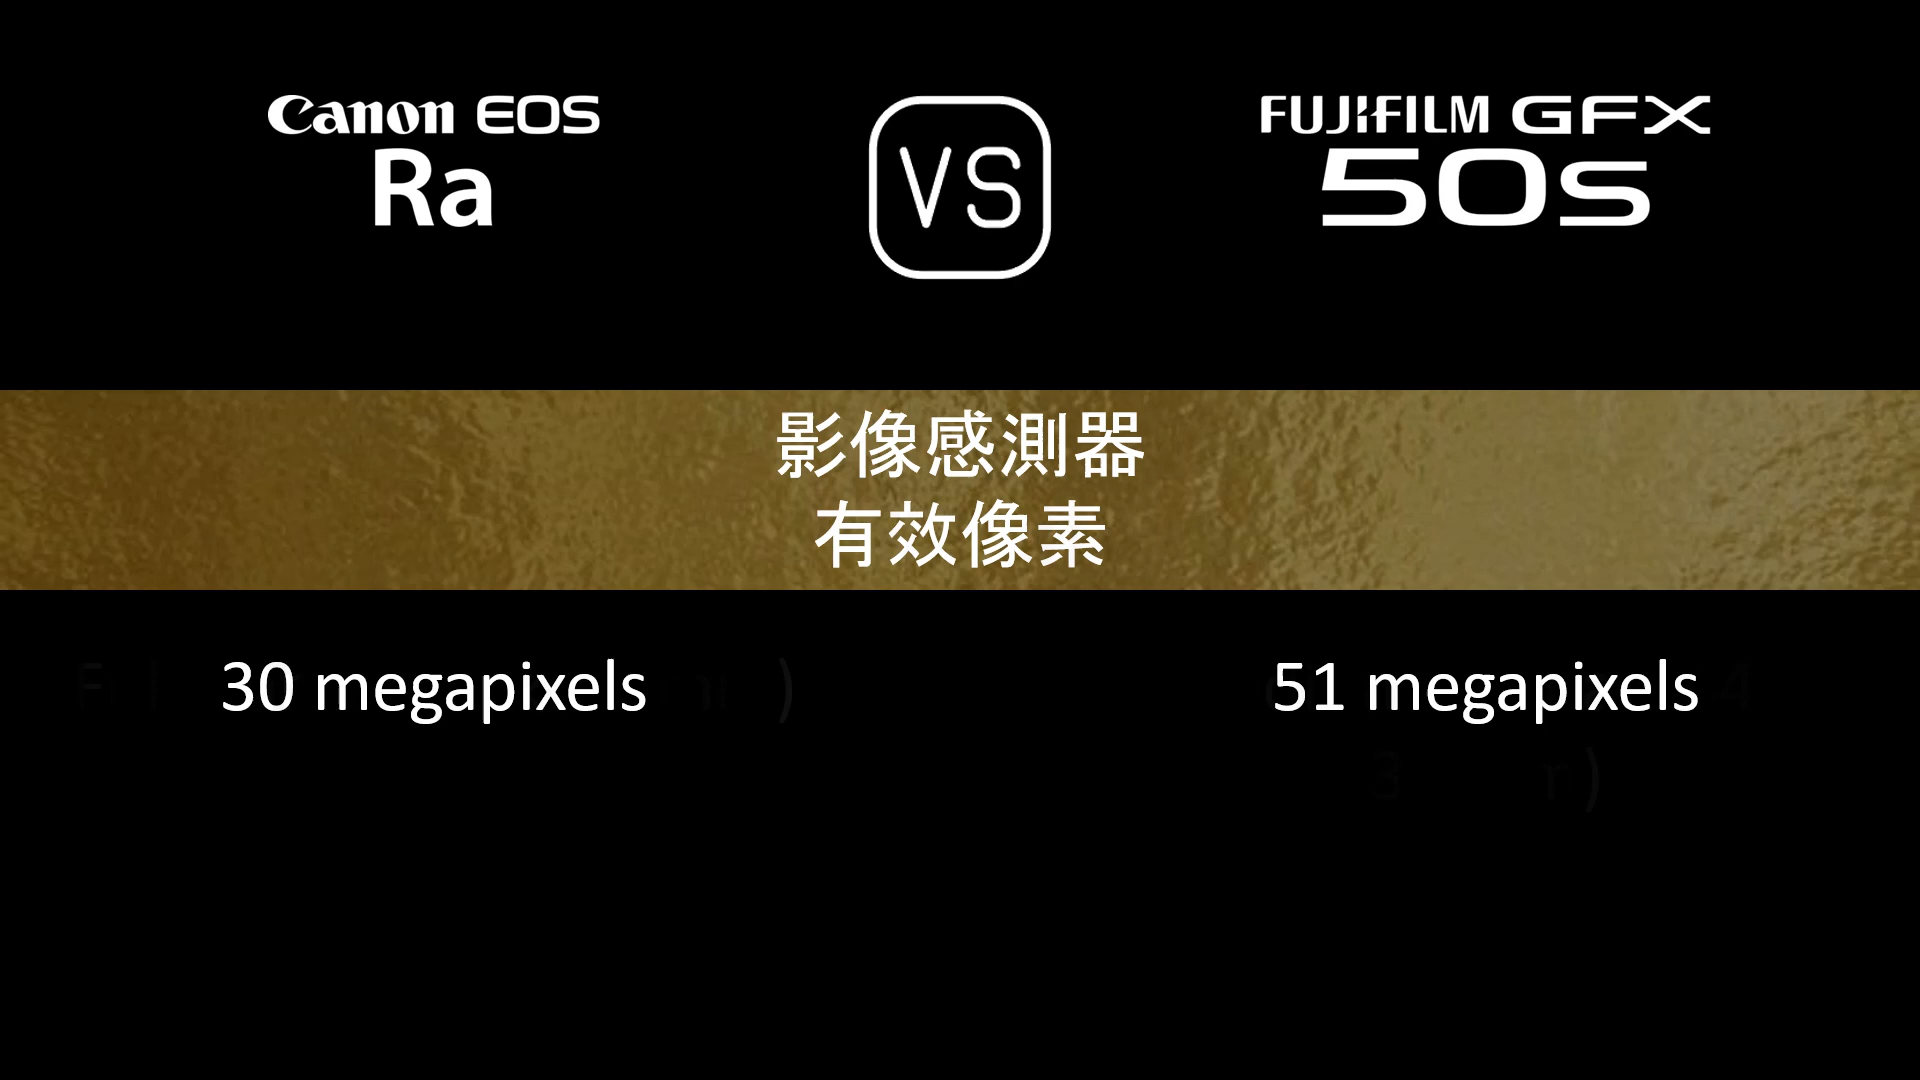 Canon EOS
Ra
VS
FUJIFILM GFX
50s
影像感測器
有效像素
30 megapixels
51 megapixels